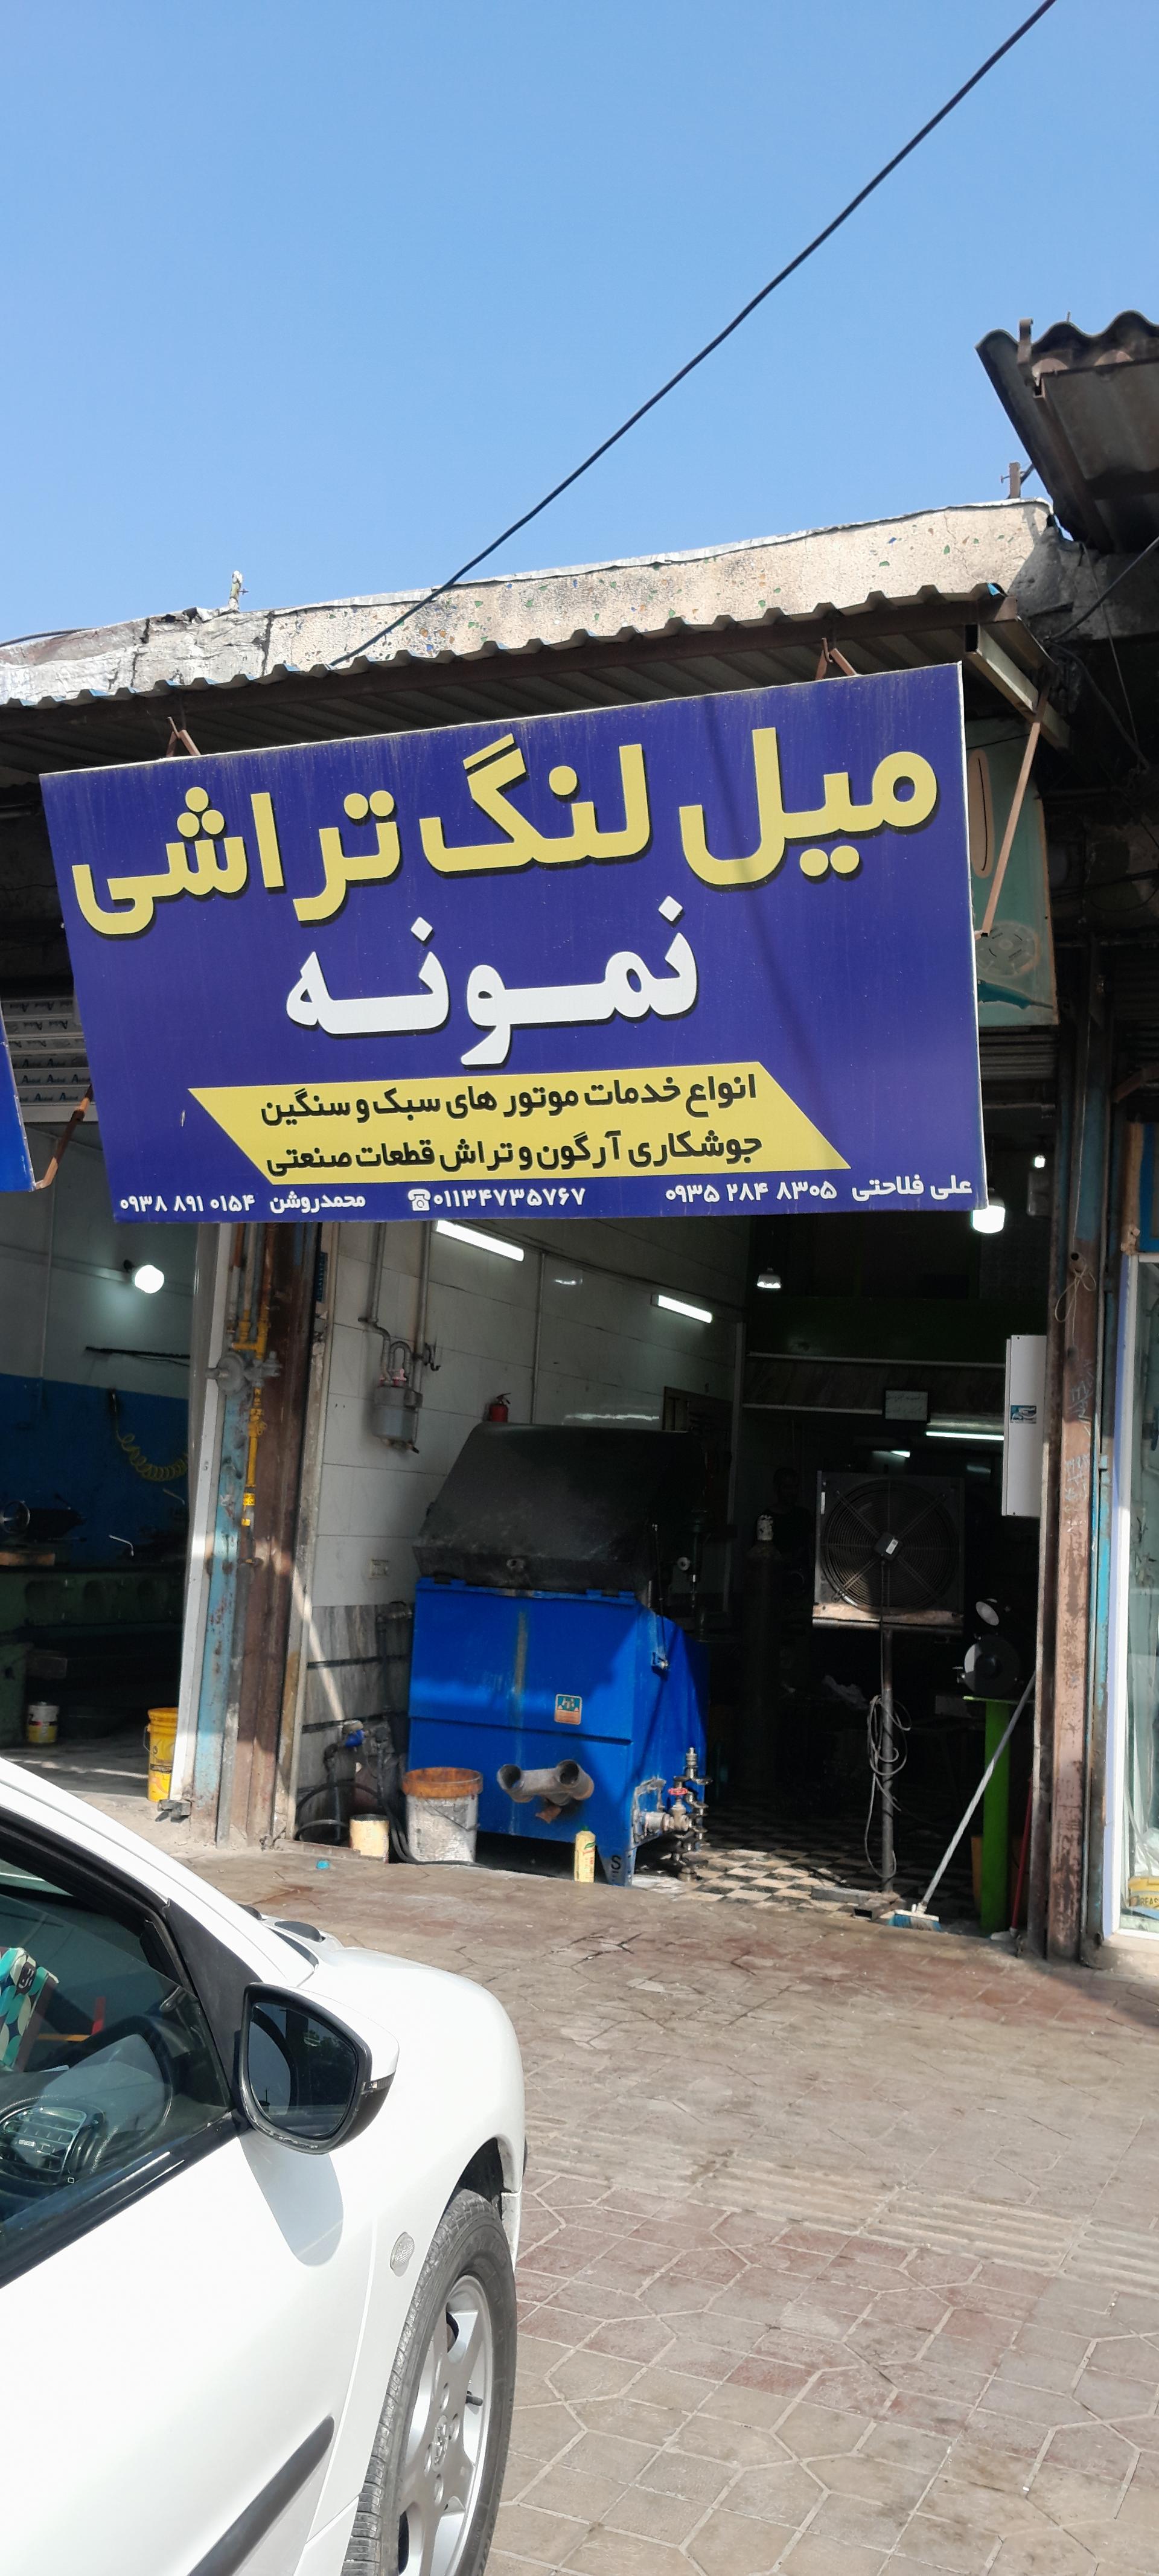 میل لنگ تراشی
نمونه
انواع خدمات موتور های سبک و سنگین
جوشکاری آرگون و تراش قطعات صنعتی
علی فلاحتی ۰۹۳۵ ۲۸۴ ۸۳۰۵ ۰۱۱۳۴۷۳۵۷۶۷ محمدروشن ۰۹۳۸ ۸۹۱ ۰۱۵۴